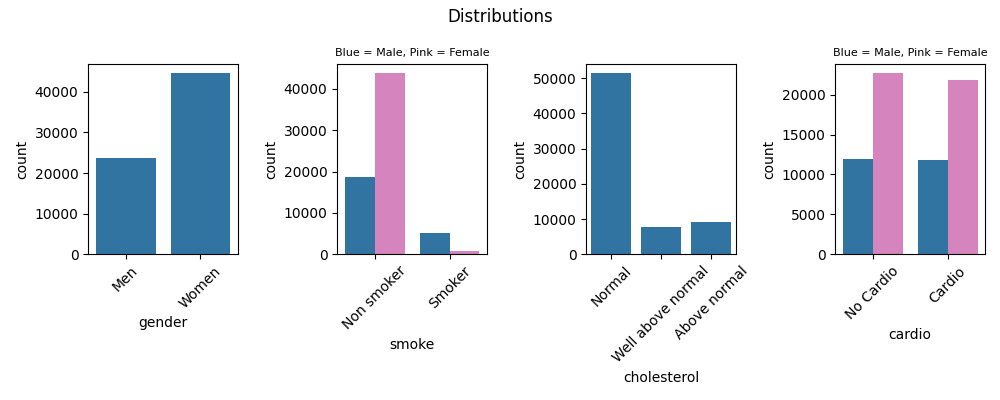 Distributions
40000
30000
20000
10000
0
count
Men
Women
gender
Blue = Male, Pink = Female
40000
30000
20000
10000
0
count
Non smoker
Smoker
smoke
50000
40000
30000
20000
10000
0
count
Normal
Well above normal
Above normal
cholesterol
Blue = Male, Pink = Female
20000
15000
10000
5000
0
count
No Cardio
Cardio
cardio